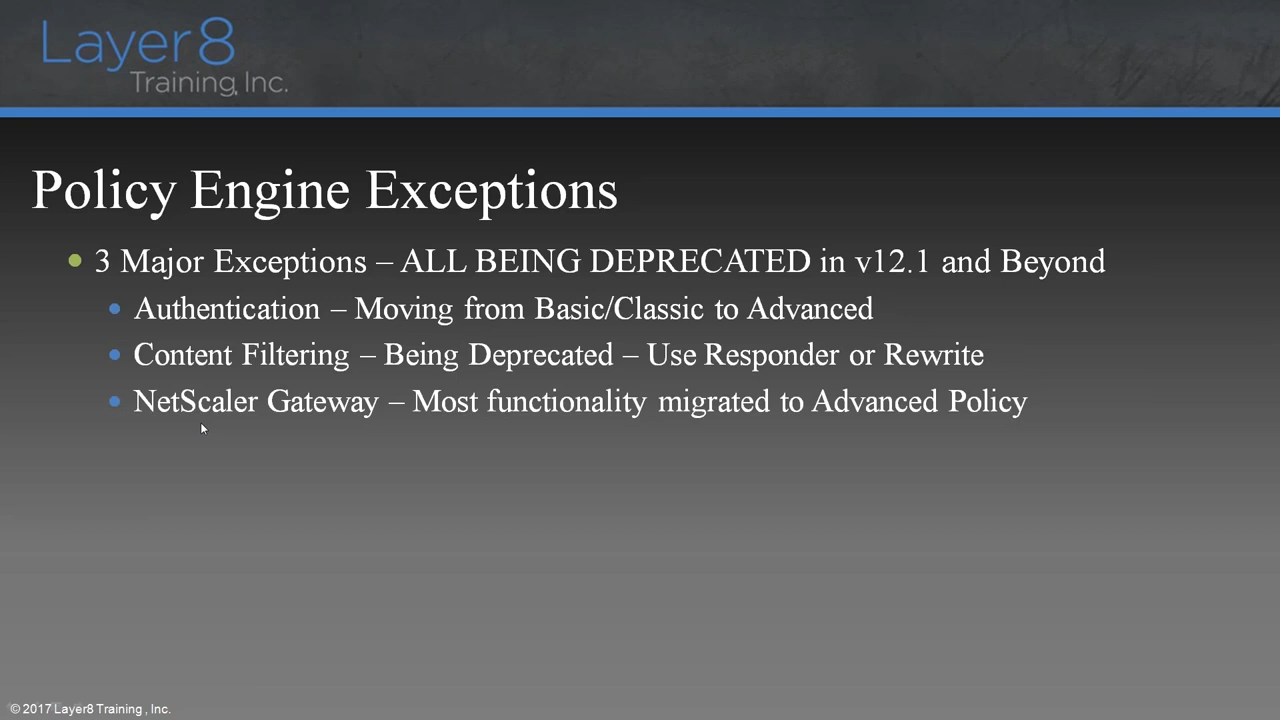 Layer8
Training, Inc.
Policy Engine Exceptions
3 Major Exceptions – ALL BEING DEPRECATED in v12.1 and Beyond
Authentication – Moving from Basic/Classic to Advanced
Content Filtering – Being Deprecated – Use Responder or Rewrite
NetScaler Gateway – Most functionality migrated to Advanced Policy
© 2017 Layer8 Training , Inc.